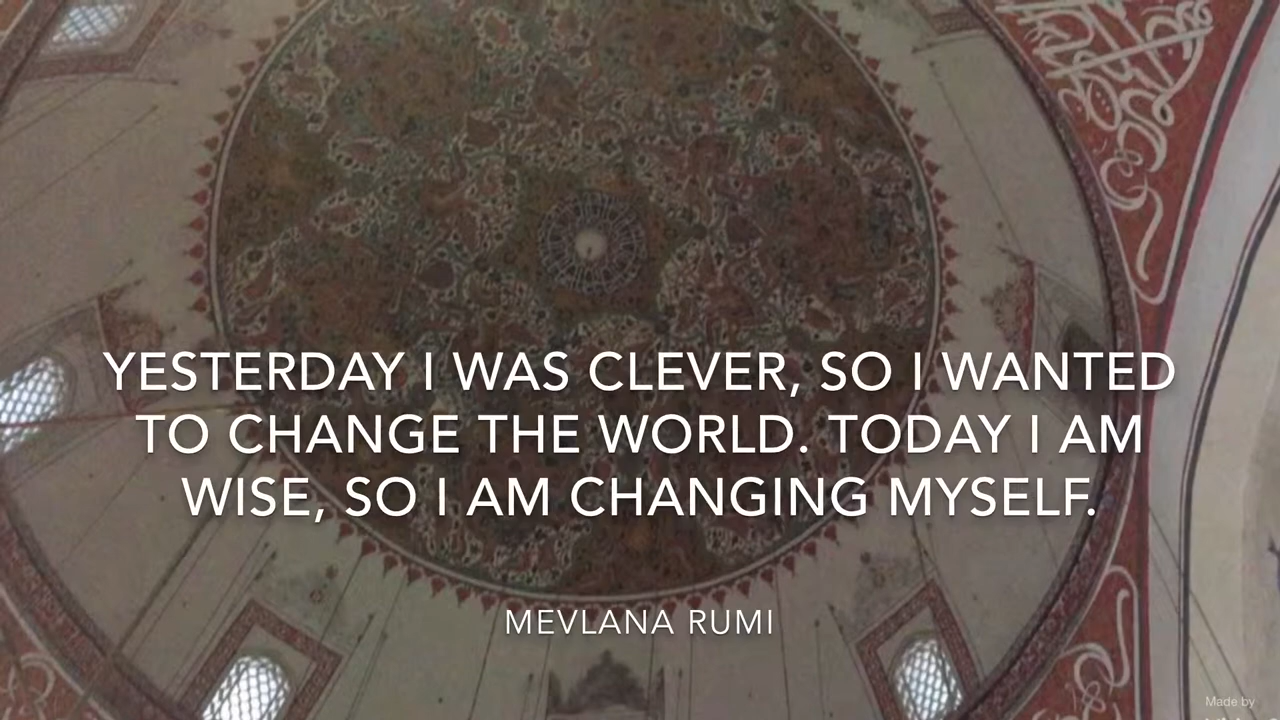 YESTERDAY I WAS CLEVER, SO I WANTED
TO CHANGE THE WORLD. TODAY I AM
WISE, SO I AM CHANGING MYSELF.
MEVLANA RUMI
Made by